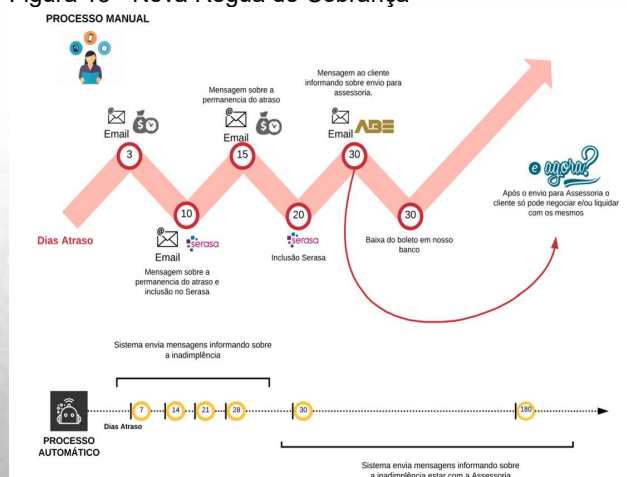 Figura 16 - Nova Régua de Cobrança
PROCESSO MANUAL
Mensagem sobre a
permanencia do atraso
Mensagem ao cliente
informando sobre envio para
assessoria.
Email
Email
Email ABE
3
15
30
e agora?
Após o envio para Assessoria o
cliente só pode negociar e/ou liquidar
com os mesmos
10
20
30
Dias Atraso
Email
serasa
Mensagem sobre a
permanencia do atraso e
inclusão no Serasa
serasa
Inclusão Serasa
Baixa do boleto em nosso
banco
Sistema envia mensagens informando sobre
a inadimplência
7
14
21
28
30
180
Dias Atraso
PROCESSO
AUTOMÁTICO
Sistema envia mensagens informando sobre
a inadimplência estar com a Assessoria